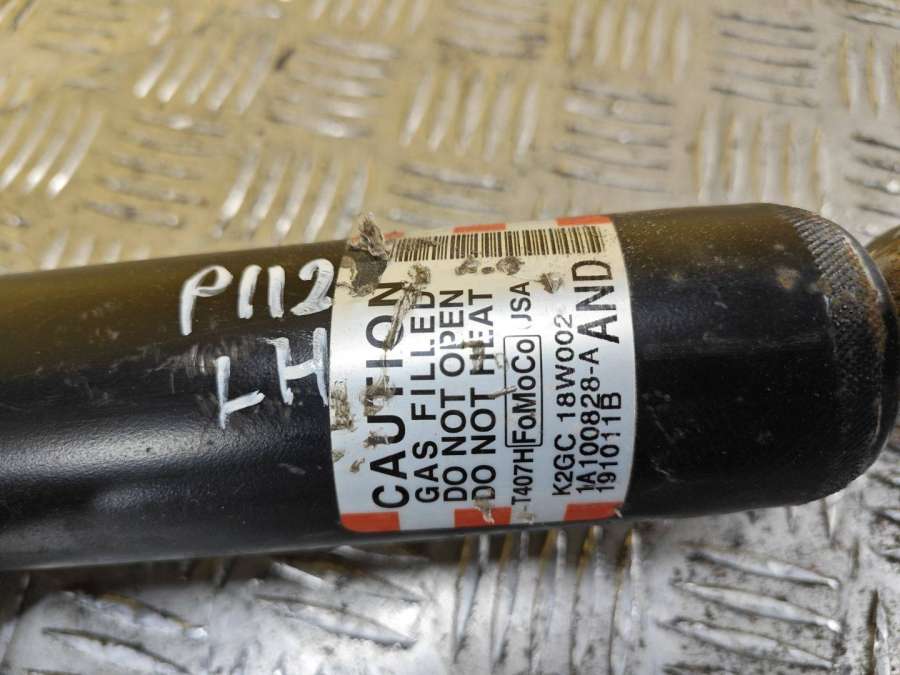 P112
LH
CAUTION
GAS FILLED
DO NOT OPEN
DO NOT HEAT
T407H FoMoCo USA
K2GC 18W002
1A100828-A
191011B
AND